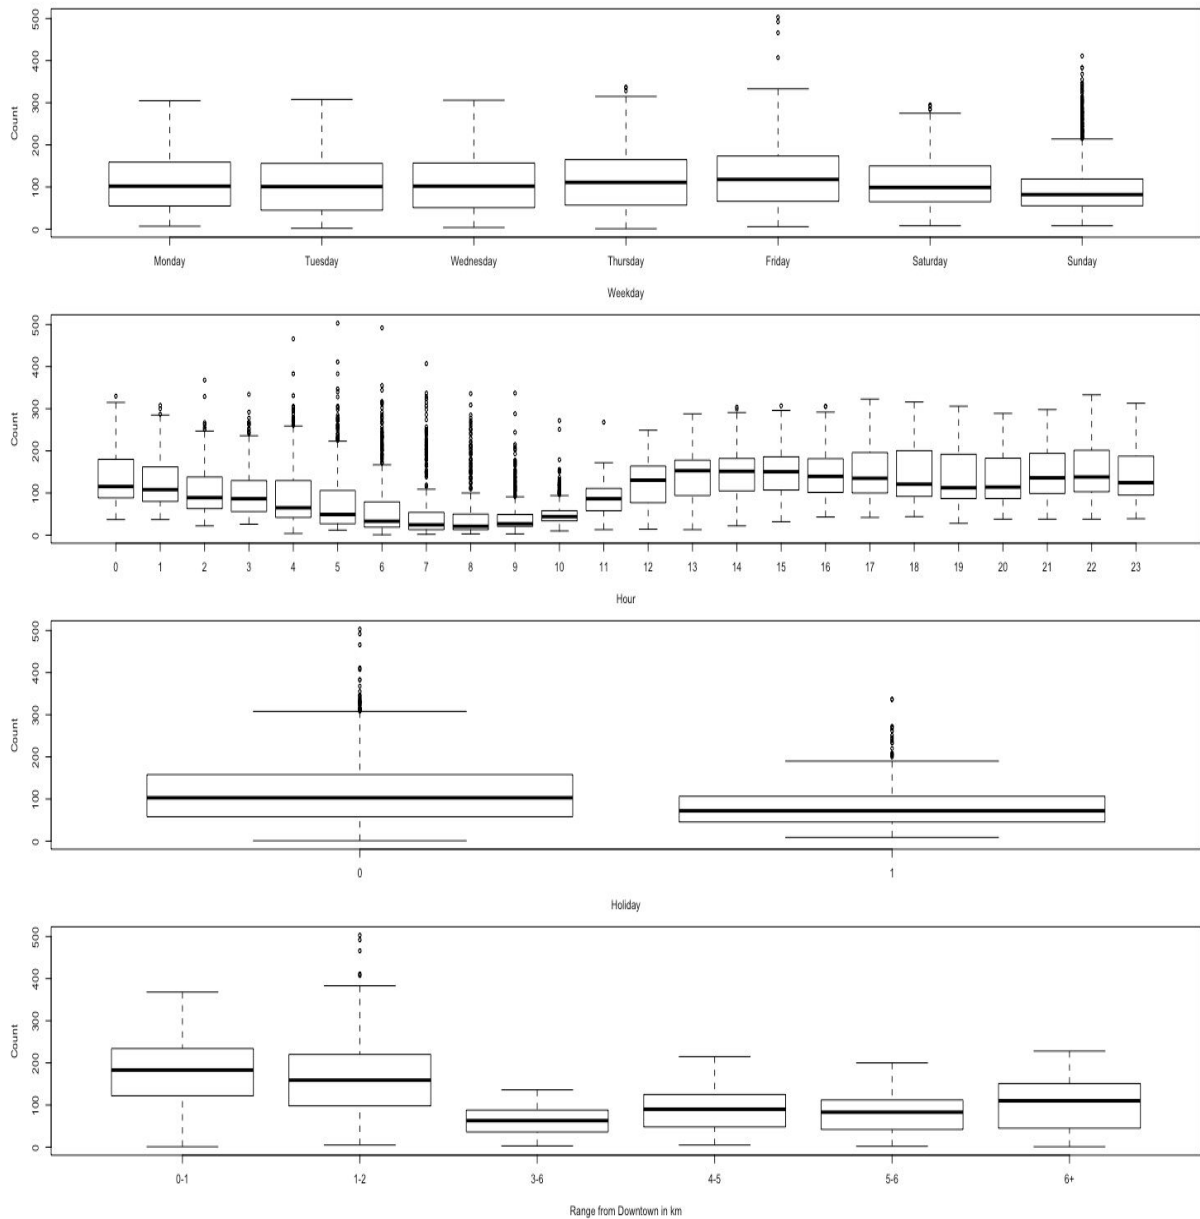 500
400
300
200
100
0
Count
Monday Tuesday Wednesday Thursday Friday Saturday Sunday
Weekday
500
400
300
200
100
0
Count
0 1 2 3 4 5 6 7 8 9 10 11 12 13 14 15 16 17 18 19 20 21 22 23
Hour
500
400
300
200
100
0
Count
0 1
Holiday
500
400
300
200
100
0
Count
0-1 1-2 3-6 4-5 5-6 6+
Range from Downtown in km